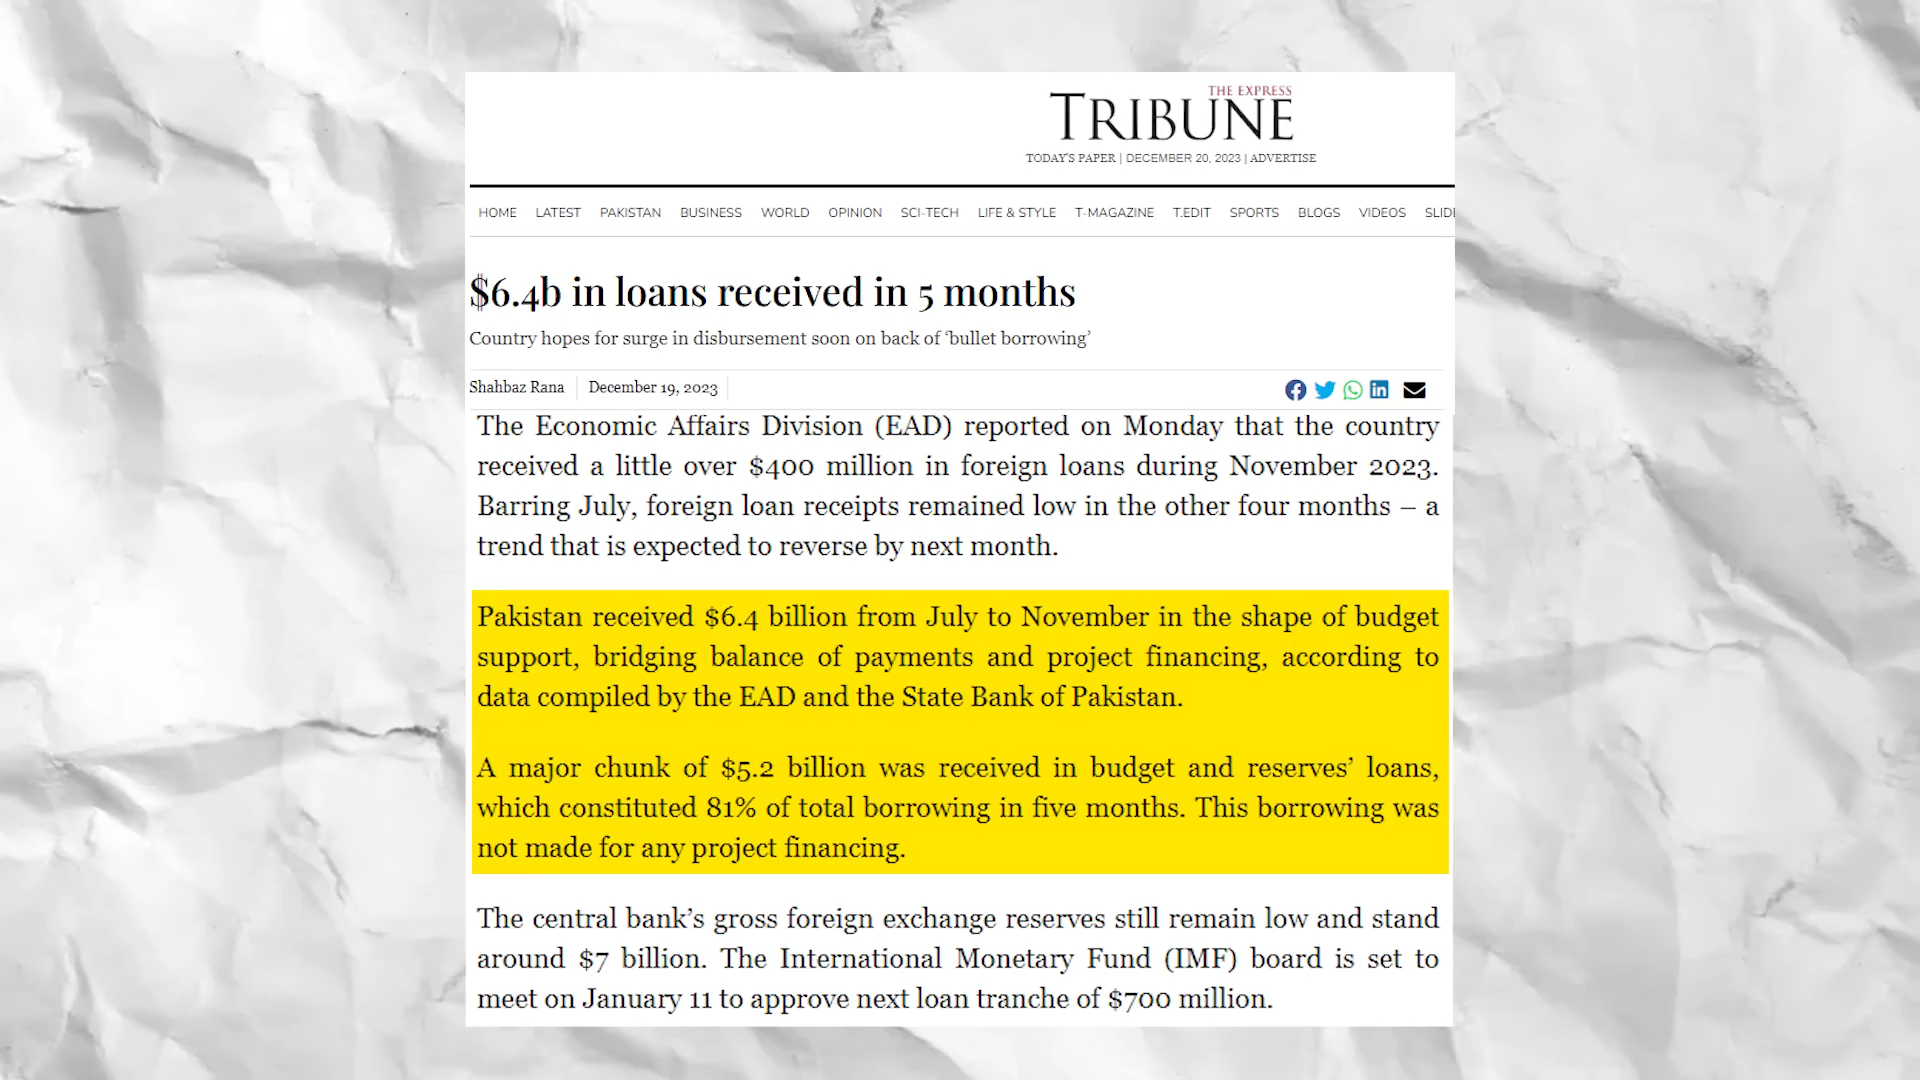 THE EXPRESS
TRIBUNE
TODAY'S PAPER | DECEMBER 20, 2023 | ADVERTISE
HOME LATEST PAKISTAN BUSINESS WORLD OPINION SCI-TECH LIFE & STYLE T-MAGAZINE T.EDIT SPORTS BLOGS VIDEOS SLID
$6.4b in loans received in 5 months
Country hopes for surge in disbursement soon on back of ‘bullet borrowing’
Shahbaz Rana December 19, 2023
The Economic Affairs Division (EAD) reported on Monday that the country
received a little over $400 million in foreign loans during November 2023.
Barring July, foreign loan receipts remained low in the other four months – a
trend that is expected to reverse by next month.
Pakistan received $6.4 billion from July to November in the shape of budget
support, bridging balance of payments and project financing, according to
data compiled by the EAD and the State Bank of Pakistan.
A major chunk of $5.2 billion was received in budget and reserves’ loans,
which constituted 81% of total borrowing in five months. This borrowing was
not made for any project financing.
The central bank’s gross foreign exchange reserves still remain low and stand
around $7 billion. The International Monetary Fund (IMF) board is set to
meet on January 11 to approve next loan tranche of $700 million.